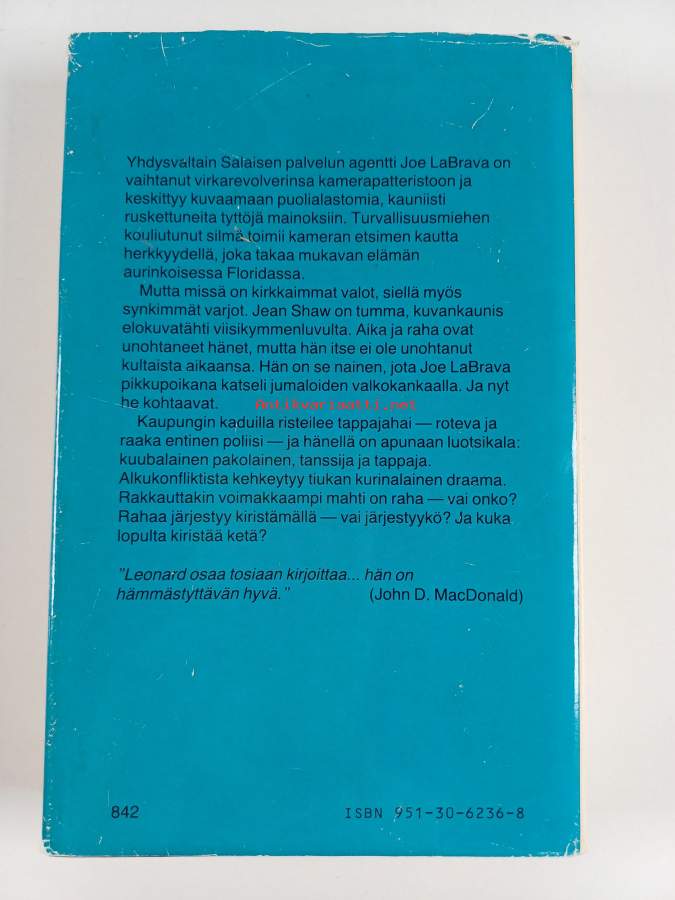 Yhdysvaltain Salaisen palvelun agentti Joe LaBrava on
vaihtanut virkarevolverinsa kamerapatteristoon ja
keskittyy kuvaamaan puolialastomia, kauniisti
ruskettuneita tyttöjä mainoksiin. Turvallisuusmiehen
kouliutunut silmä toimii kameran etsimen kautta
herkkyydellä, joka takaa mukavan elämän
aurinkoisessa Floridassa.
Mutta missä on kirkkaimmat valot, siellä myös
synkimmät varjot. Jean Shaw on tumma, kuvankaunis
elokuvatähti viisikymmenluvulta. Aika ja raha ovat
unohtaneet hänet, mutta hän itse ei ole unohtanut
kultaista aikaansa. Hän on se nainen, jota Joe LaBrava
pikkupoikana katseli jumaloiden valkokankaalla. Ja nyt
he kohtaavat.
Antikvariaatti.net
Kaupungin kaduilla risteilee tappajahai — roteva ja
raaka entinen poliisi — ja hänellä on apunaan luotsikala:
kuubalainen pakolainen, tanssija ja tappaja.
Alkukonfliktista kehkeytyy tiukan kurinalainen draama.
Rakkauttakin voimakkaampi mahti on raha — vai onko?
Rahaa järjestyy kiristämällä — vai järjestyykö? Ja kuka
lopulta kiristää ketä?
"Leonard osaa tosiaan kirjoittaa... hän on
hämmästyttävän hyvä." (John D. MacDonald)
842 ISBN 951-30-6236-8